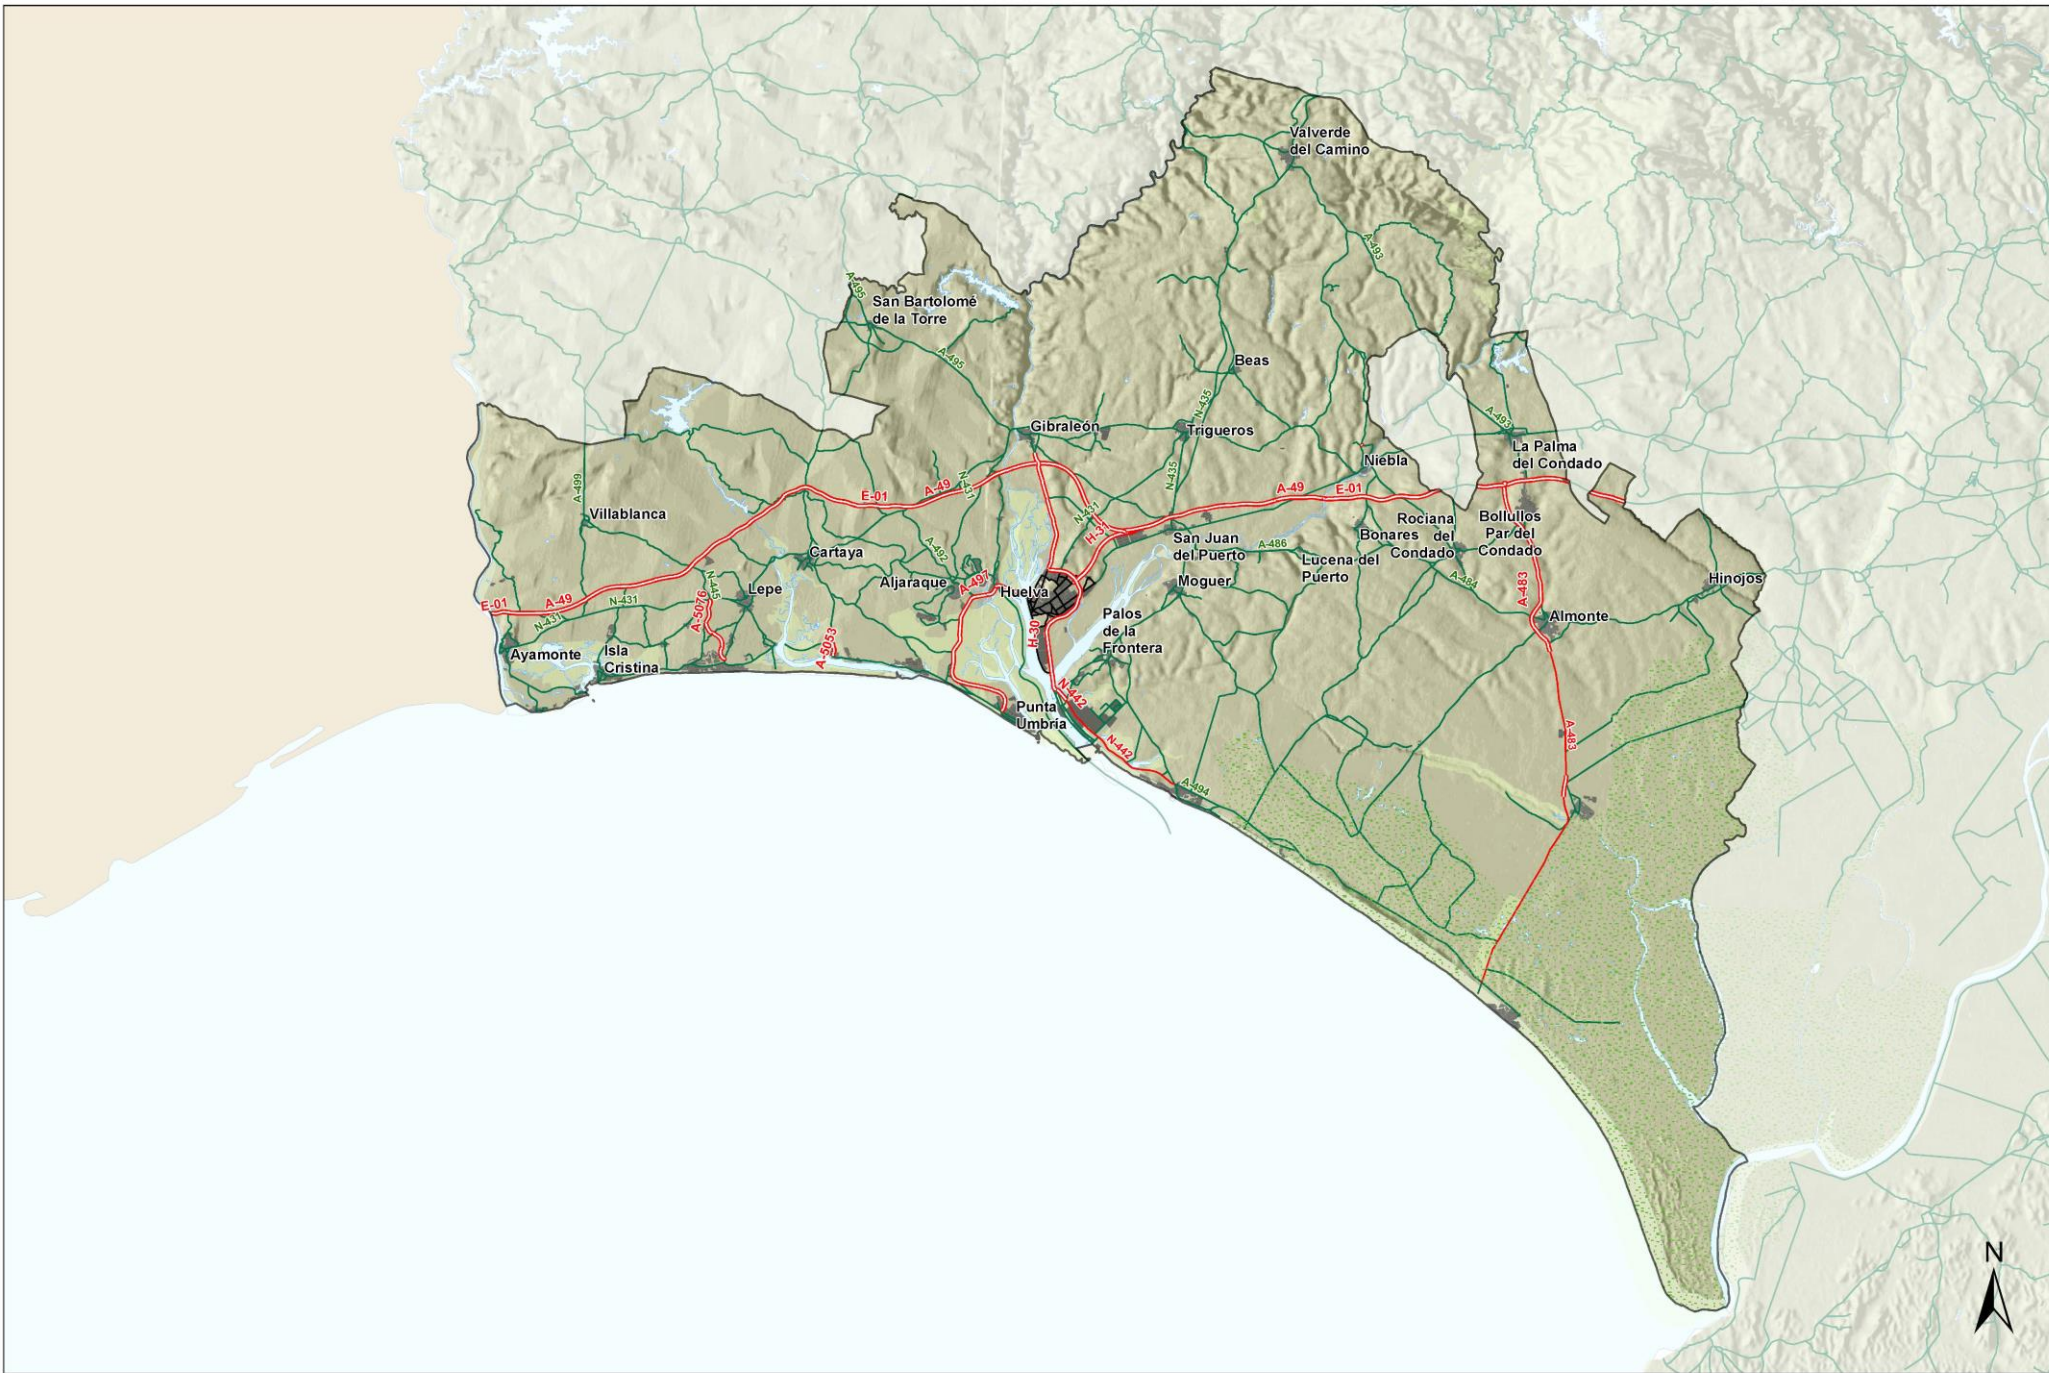 Valverde
del Camino
A-493
A-495
San Bartolomé
de la Torre
A-495
Beas
N-435
A-493
Gibraleón
Trigueros
La Palma
del Condado
Niebla
N-435
A-499
E-01
A-49
N-431
A-49
E-01
Villablanca
N-431
H-31
Rociana
del
Condado
Bollullos
Par del
Condado
Bonares
San Juan
del Puerto
A-486
Cartaya
A-492
Lucena del
Puerto
A-484
Hinojos
Aljaraque
A-497
Moguer
N-445
Lepe
Huelva
A-483
E-01
A-49
N-431
A-5076
Palos
de la
Frontera
Almonte
N-431
H-30
A-5053
Ayamonte
Isla
Cristina
N-442
Punta
Umbría
N-442
A-483
A-494
N